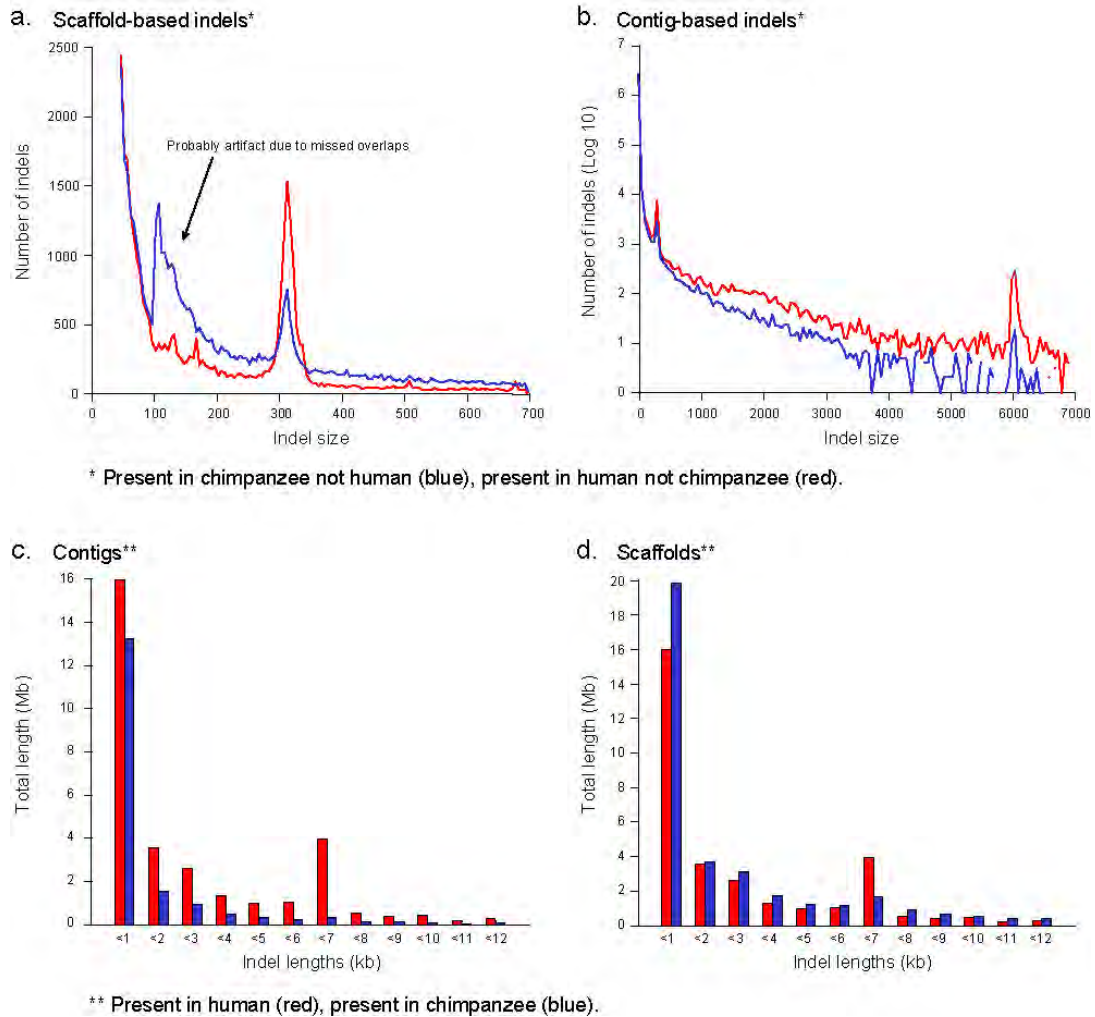 a. Scaffold-based indels*
2500
2000
1500
1000
500
0
Number of indels
Probably artifact due to missed overlaps
0 100 200 300 400 500 600 700
Indel size
b. Contig-based indels*
7
6
5
4
3
2
1
0
Number of indels (Log 10)
0 1000 2000 3000 4000 5000 6000 7000
Indel size
* Present in chimpanzee not human (blue), present in human not chimpanzee (red).
c. Contigs**
16
14
12
10
8
6
4
2
0
Total length (Mb)
<1 <2 <3 <4 <5 <6 <7 <8 <9 <10 <11 <12
Indel lengths (kb)
d. Scaffolds**
20
18
16
14
12
10
8
6
4
2
0
Total length (Mb)
<1 <2 <3 <4 <5 <6 <7 <8 <9 <10 <11 <12
Indel lengths (kb)
** Present in human (red), present in chimpanzee (blue).